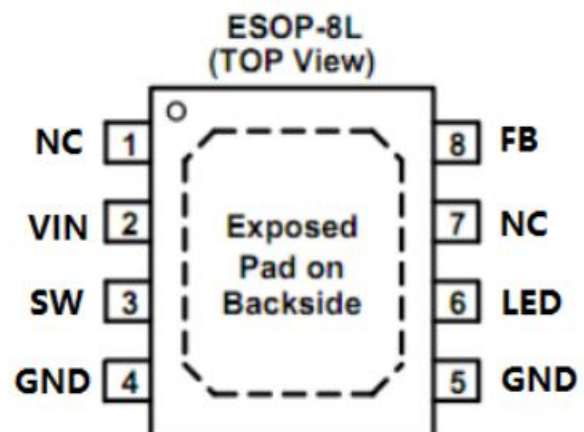 ESOP-8L
(TOP View)
NC 1 8 FB
VIN 2 Exposed 7 NC
Pad on
SW 3 Backside 6 LED
GND 4 5 GND